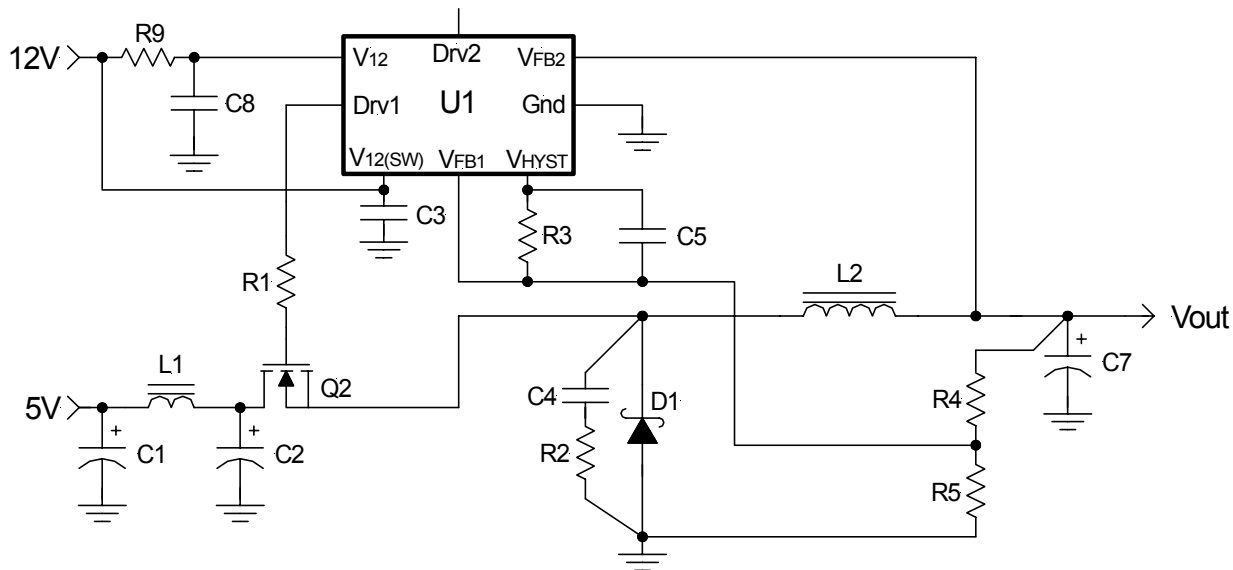 R9
12V
V12
Drv2
VFB2
C8
Drv1
U1
Gnd
V12(SW)
VFB1
VHYST
C3
R3
C5
R1
L2
Vout
+
C7
L1
Q2
C4
D1
R4
5V
+
C1
+
C2
R2
R5